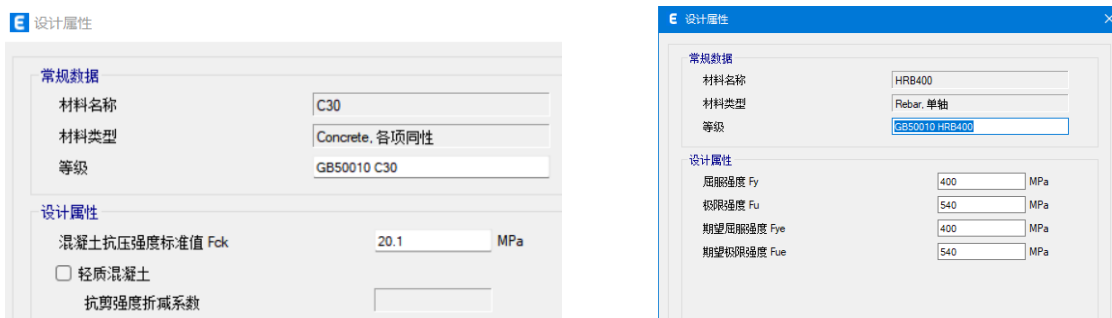 设计属性
常规数据
材料名称 C30
材料类型 Concrete, 各项同性
等级 GB50010 C30
设计属性
混凝土抗压强度标准值 Fck 20.1 MPa
轻质混凝土
抗剪强度折减系数
设计属性
常规数据
材料名称 HRB400
材料类型 Rebar, 单轴
等级 GB50010 HRB400
设计属性
屈服强度 Fy 400 MPa
极限强度 Fu 540 MPa
期望屈服强度 Fye 400 MPa
期望极限强度 Fue 540 MPa